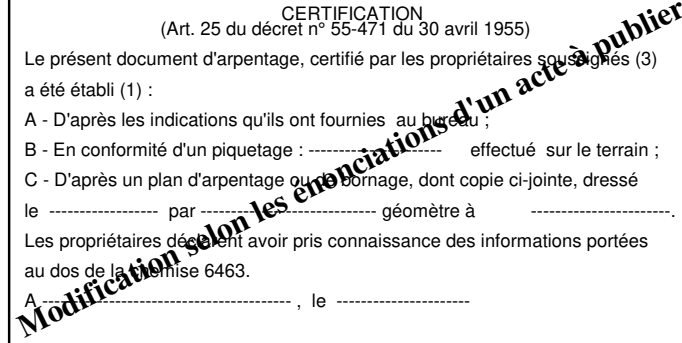 CERTIFICATION
(Art. 25 du décret n° 55-471 du 30 avril 1955)
Le présent document d'arpentage, certifié par les propriétaires soussignés (3)
a été établi (1) :
A - D'après les indications qu'ils ont fournies au bureau ;
B - En conformité d'un piquetage : ---------------------- effectué sur le terrain ;
C - D'après un plan d'arpentage ou de bornage, dont copie ci-jointe, dressé
le ------------------ par ----------------------------- géomètre à -----------------------.
Les propriétaires déclarent avoir pris connaissance des informations portées
au dos de la chemise 6463.
A ----------------------------------------- , le ----------------------
Modification selon les énonciations d'un acte à publier